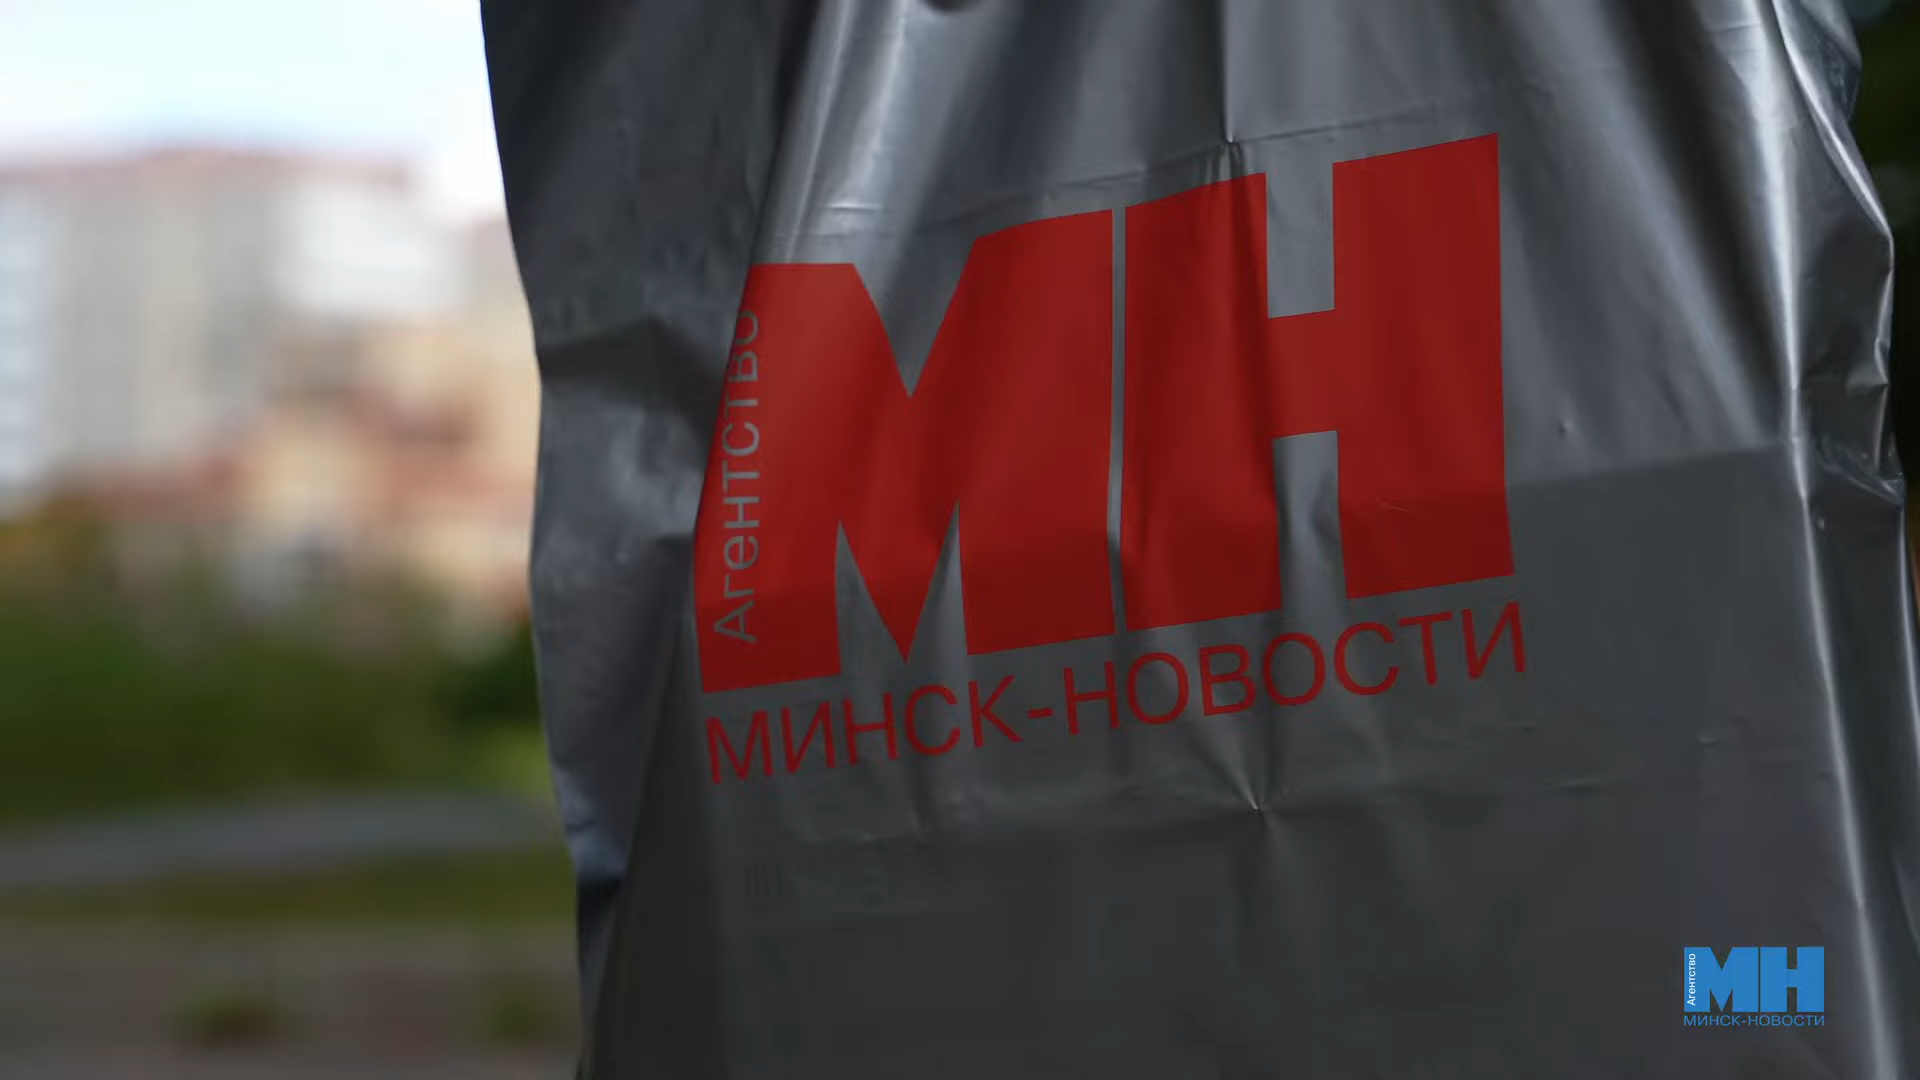 Агентство
МН
МИНСК-НОВОСТИ
Агентство
МН
МИНСК-НОВОСТИ